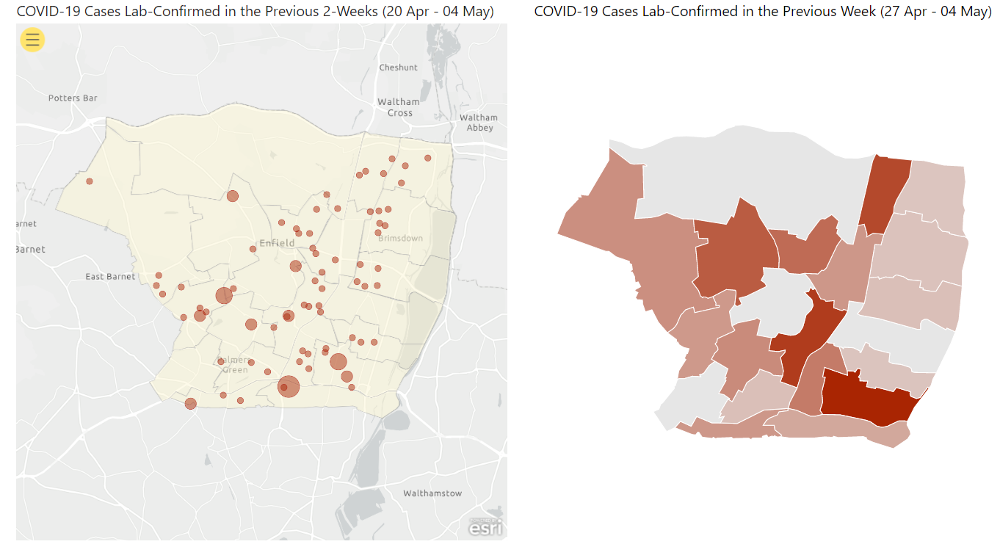 COVID-19 Cases Lab-Confirmed in the Previous 2-Weeks (20 Apr - 04 May)
COVID-19 Cases Lab-Confirmed in the Previous Week (27 Apr - 04 May)
Cheshunt
Potters Bar
Waltham
Cross
Waltham
Abbey
arnet
Enfield
Brimsdown
Barnet
East Barnet
Palmers
Green
Walthamstow
POWERED BY
esri